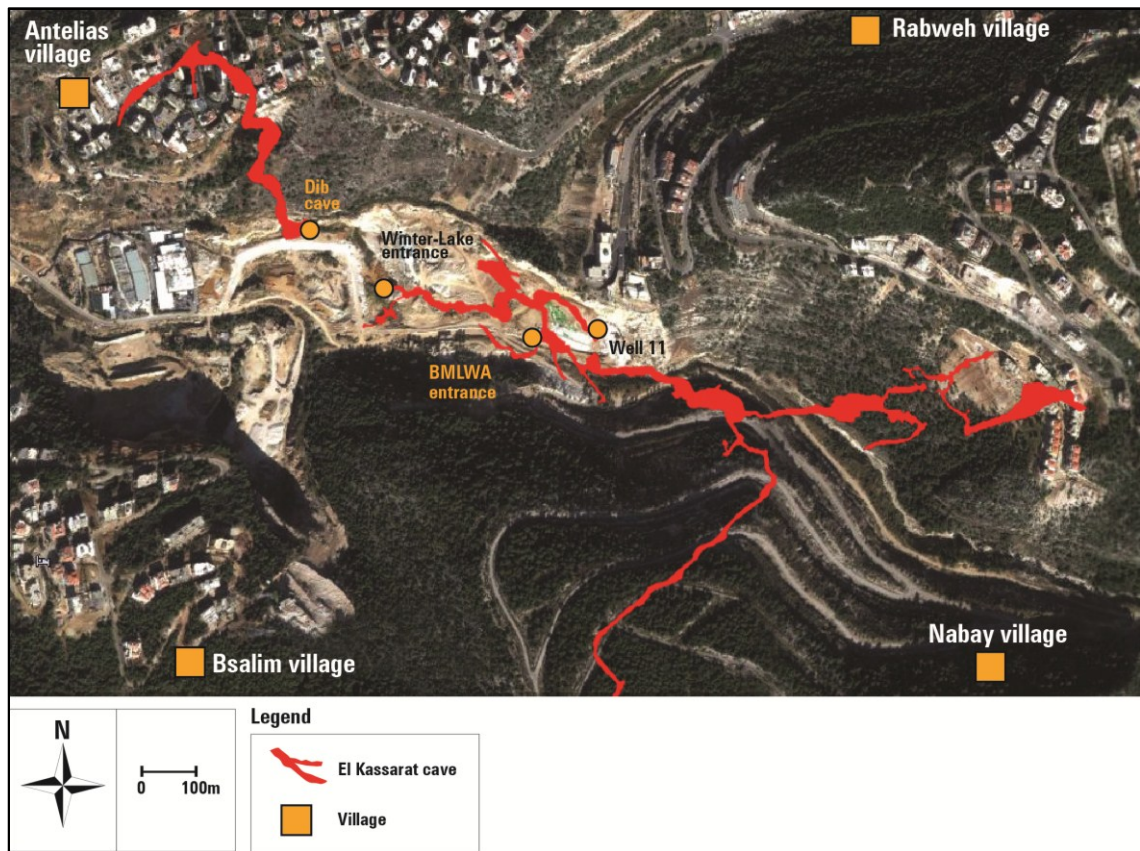 Antelias
village
Rabweh village
Dib
cave
Winter-Lake
entrance
Well 11
BMLWA
entrance
Bsalim village
Nabay village
Legend
N
0 100m
El Kassarat cave
Village